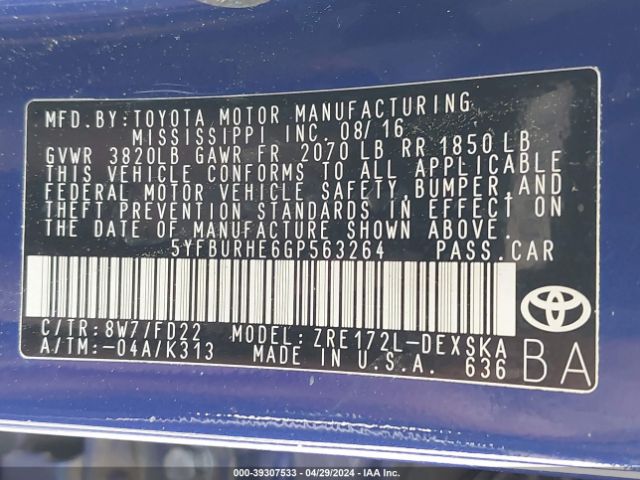 MFD.BY: TOYOTA MOTOR MANUFACTURING
MISSISSIPPI INC. 08/16
GVWR 3820LB GAWR FR 2070 LB RR 1850 LB
THIS VEHICLE CONFORMS TO ALL APPLICABLE
FEDERAL MOTOR VEHICLE SAFETY, BUMPER, AND
THEFT PREVENTION STANDARDS IN EFFECT ON
THE DATE OF MANUFACTURE SHOWN ABOVE.
5YFBURHE6GP563264 PASS.CAR
C/TR: 8W7/FD22 MODEL: ZRE172L-DEXSKA
A/TM:-04A/K313 MADE IN U.S.A. 636
BA
000-39307533 - 04/29/2024 - IAA Inc.